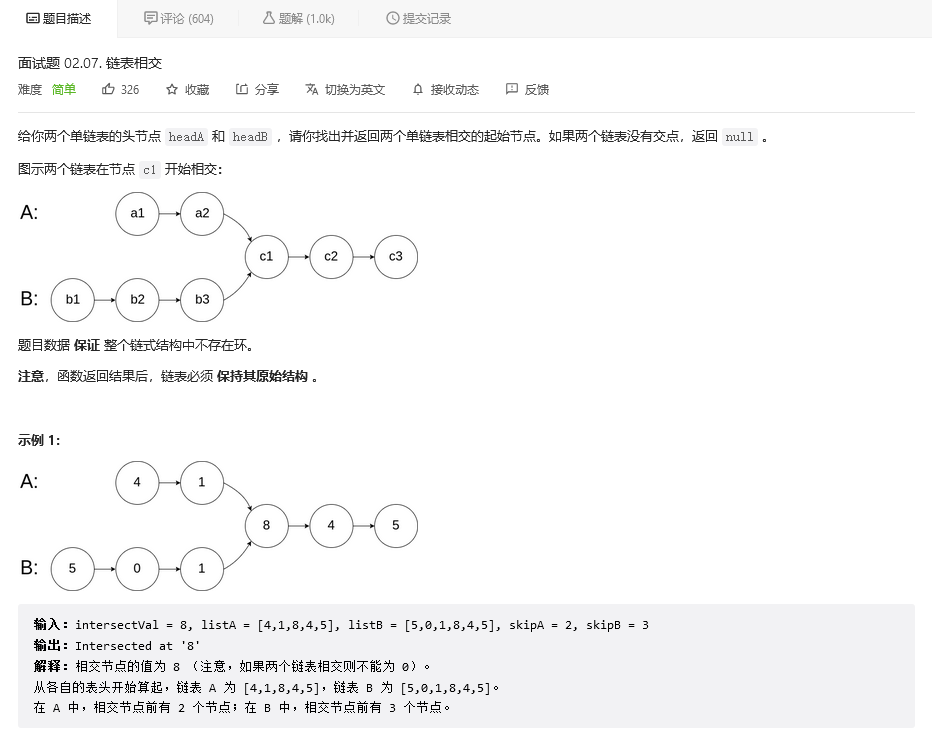 题目描述 评论 (604) 题解 (1.0k) 提交记录
面试题 02.07. 链表相交
难度 简单 326 收藏 分享 切换为英文 接收动态 反馈
给你两个单链表的头节点 headA 和 headB ，请你找出并返回两个单链表相交的起始节点。如果两个链表没有交点，返回 null 。
图示两个链表在节点 c1 开始相交：
A: a1 a2
c1 c2 c3
B: b1 b2 b3
题目数据 保证 整个链式结构中不存在环。
注意，函数返回结果后，链表必须 保持其原始结构 。
示例 1：
A: 4 1
8 4 5
B: 5 0 1
输入：intersectVal = 8, listA = [4,1,8,4,5], listB = [5,0,1,8,4,5], skipA = 2, skipB = 3
输出：Intersected at '8'
解释：相交节点的值为 8 （注意，如果两个链表相交则不能为 0）。
从各自的表头开始算起，链表 A 为 [4,1,8,4,5]，链表 B 为 [5,0,1,8,4,5]。
在 A 中，相交节点前有 2 个节点；在 B 中，相交节点前有 3 个节点。